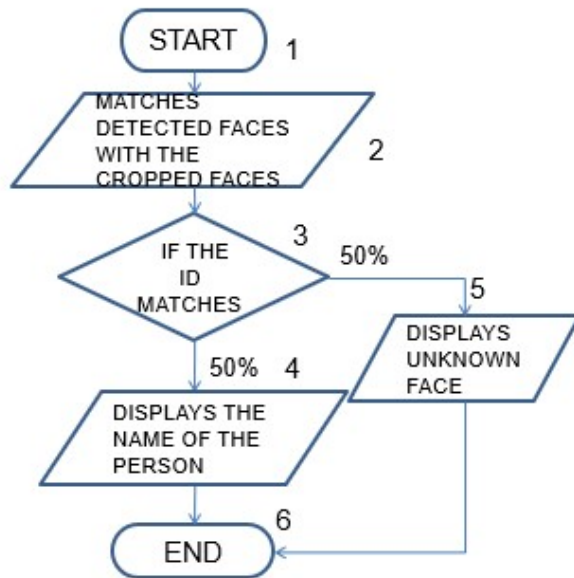 START
1
MATCHES
DETECTED FACES
WITH THE
CROPPED FACES
2
3
IF THE
ID
MATCHES
50%
5
DISPLAYS
UNKNOWN
FACE
50%
4
DISPLAYS THE
NAME OF THE
PERSON
6
END